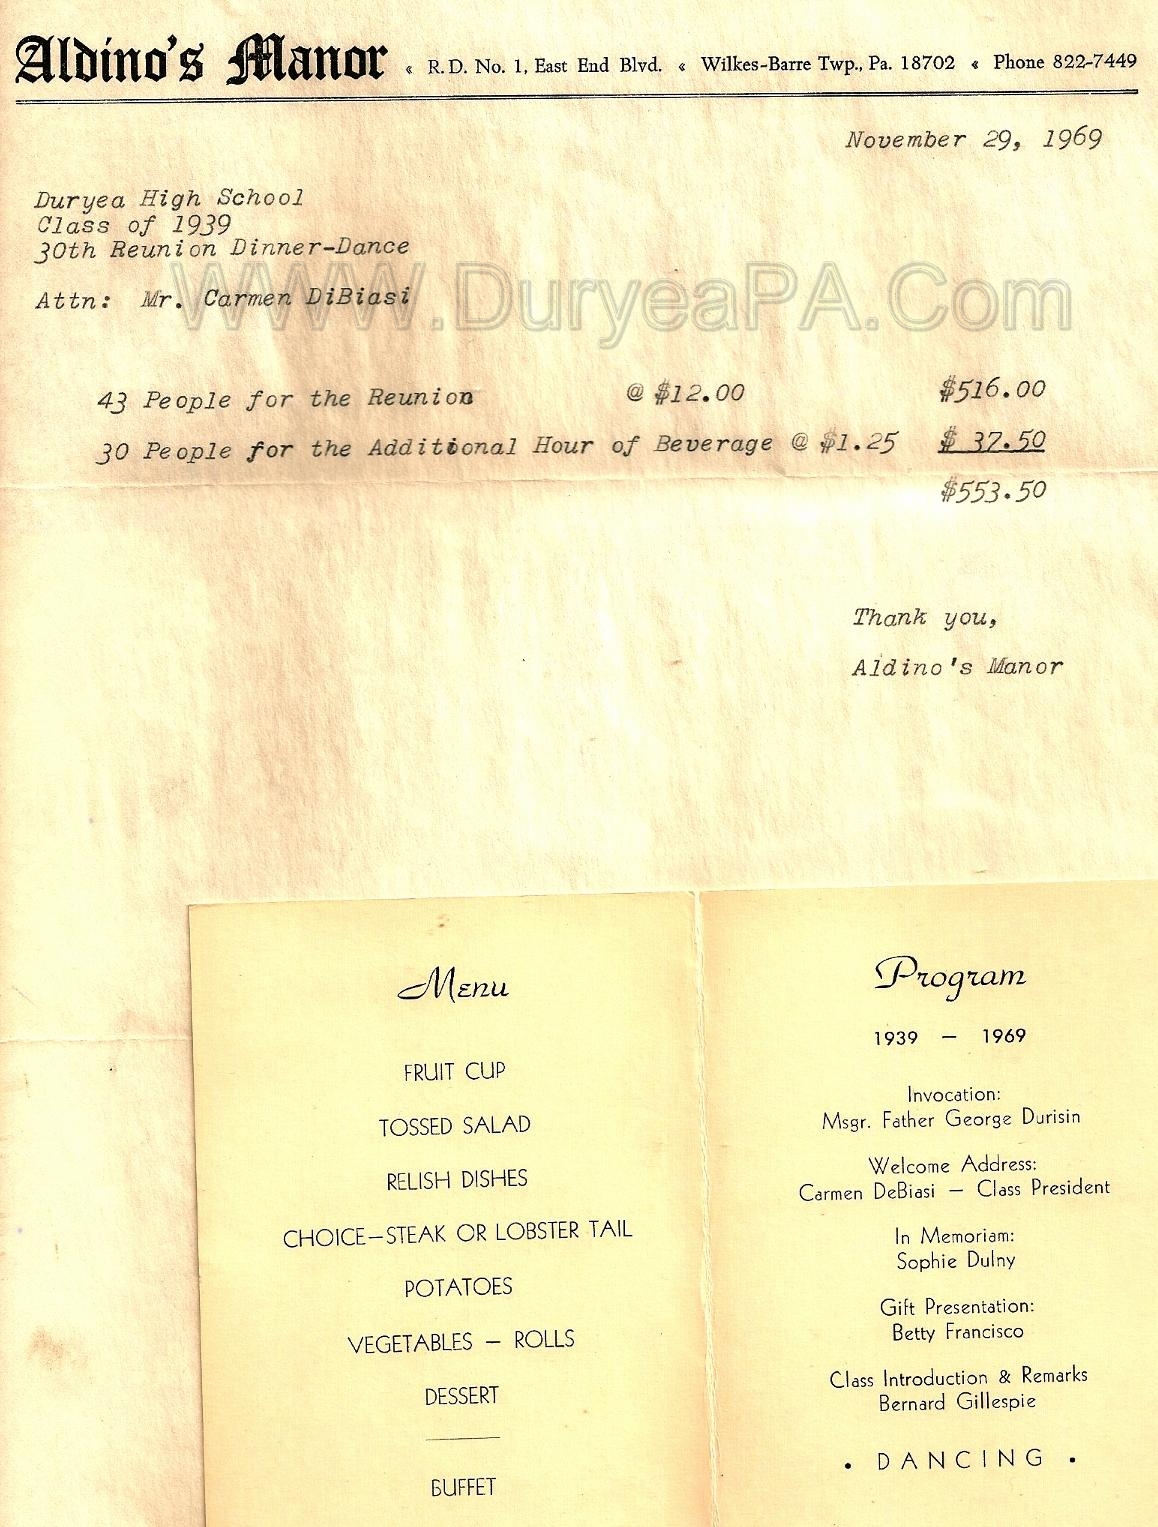 Aldino's Manor « R. D. No. 1, East End Blvd. « Wilkes-Barre Twp., Pa. 18702 « Phone 822-7449
November 29, 1969
Duryea High School
Class of 1939
30th Reunion Dinner-Dance
WWW.DuryeaPA.Com
Attn: Mr. Carmen DiBiasi
43 People for the Reunion @ $12.00 $516.00
30 People for the Additional Hour of Beverage @ $1.25 $ 37.50
$553.50
Thank you,
Aldino's Manor
Menu
FRUIT CUP
TOSSED SALAD
RELISH DISHES
CHOICE—STEAK OR LOBSTER TAIL
POTATOES
VEGETABLES — ROLLS
DESSERT
BUFFET
Program
1939 — 1969
Invocation:
Msgr. Father George Durisin
Welcome Address:
Carmen DeBiasi — Class President
In Memoriam:
Sophie Dulny
Gift Presentation:
Betty Francisco
Class Introduction & Remarks
Bernard Gillespie
• DANCING •